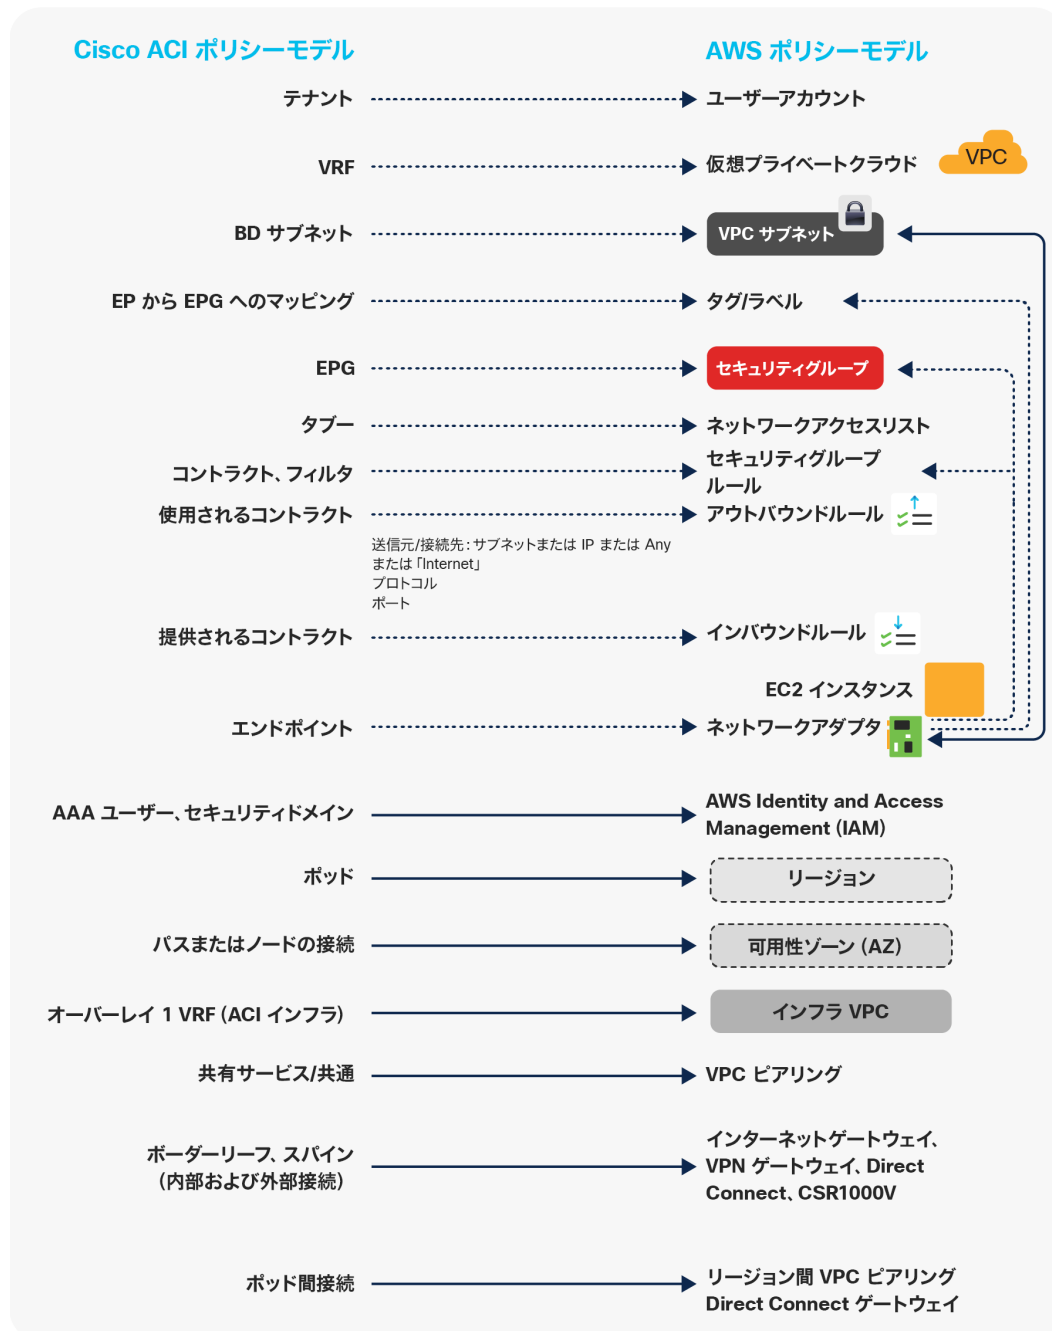 Cisco ACI ポリシーモデル
AWS ポリシーモデル
テナント
ユーザーアカウント
VRF
仮想プライベートクラウド
VPC
BD サブネット
VPC サブネット
EP から EPG へのマッピング
タグ/ラベル
EPG
セキュリティグループ
タブー
ネットワークアクセスリスト
コントラクト、フィルタ
セキュリティグループ
ルール
使用されるコントラクト
アウトバウンドルール
送信元/接続先：サブネットまたは IP または Any
または「Internet」
プロトコル
ポート
提供されるコントラクト
インバウンドルール
EC2 インスタンス
エンドポイント
ネットワークアダプタ
AAA ユーザー、セキュリティドメイン
AWS Identity and Access
Management (IAM)
ポッド
リージョン
パスまたはノードの接続
可用性ゾーン（AZ）
オーバーレイ 1 VRF（ACI インフラ）
インフラ VPC
共有サービス/共通
VPC ピアリング
ボーダーリーフ、スパイン
（内部および外部接続）
インターネットゲートウェイ、
VPN ゲートウェイ、Direct
Connect、CSR1000V
ポッド間接続
リージョン間 VPC ピアリング
Direct Connect ゲートウェイ